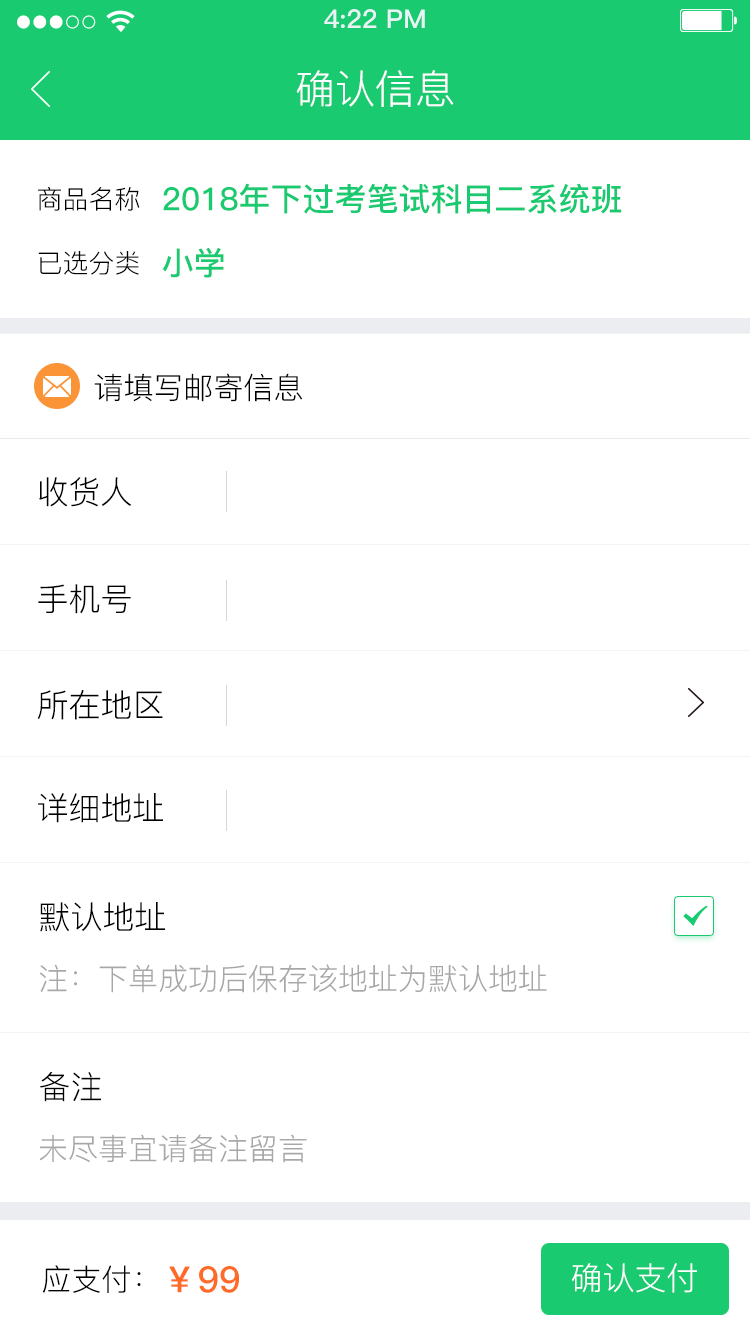 4:22 PM
确认信息
商品名称 2018年下过考笔试科目二系统班
已选分类 小学
请填写邮寄信息
收货人
手机号
所在地区
详细地址
默认地址
注：下单成功后保存该地址为默认地址
备注
未尽事宜请备注留言
应支付：￥99
确认支付